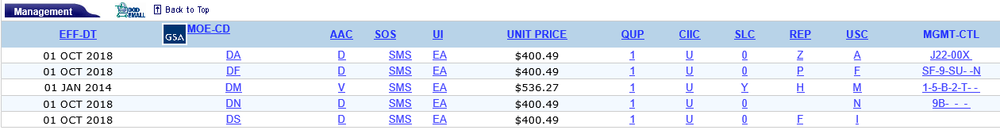 Management DOD EMALL Back to Top
EFF-DT GSA MOE-CD AAC SOS UI UNIT PRICE QUP CIIC SLC REP USC MGMT-CTL
01 OCT 2018 DA D SMS EA $400.49 1 U 0 Z A J22-00X
01 OCT 2018 DF D SMS EA $400.49 1 U 0 P F SF-9-SU- -N
01 JAN 2014 DM V SMS EA $536.27 1 U Y H M 1-5-B-2-T- -
01 OCT 2018 DN D SMS EA $400.49 1 U 0 N 9B- - - -
01 OCT 2018 DS D SMS EA $400.49 1 U 0 F I